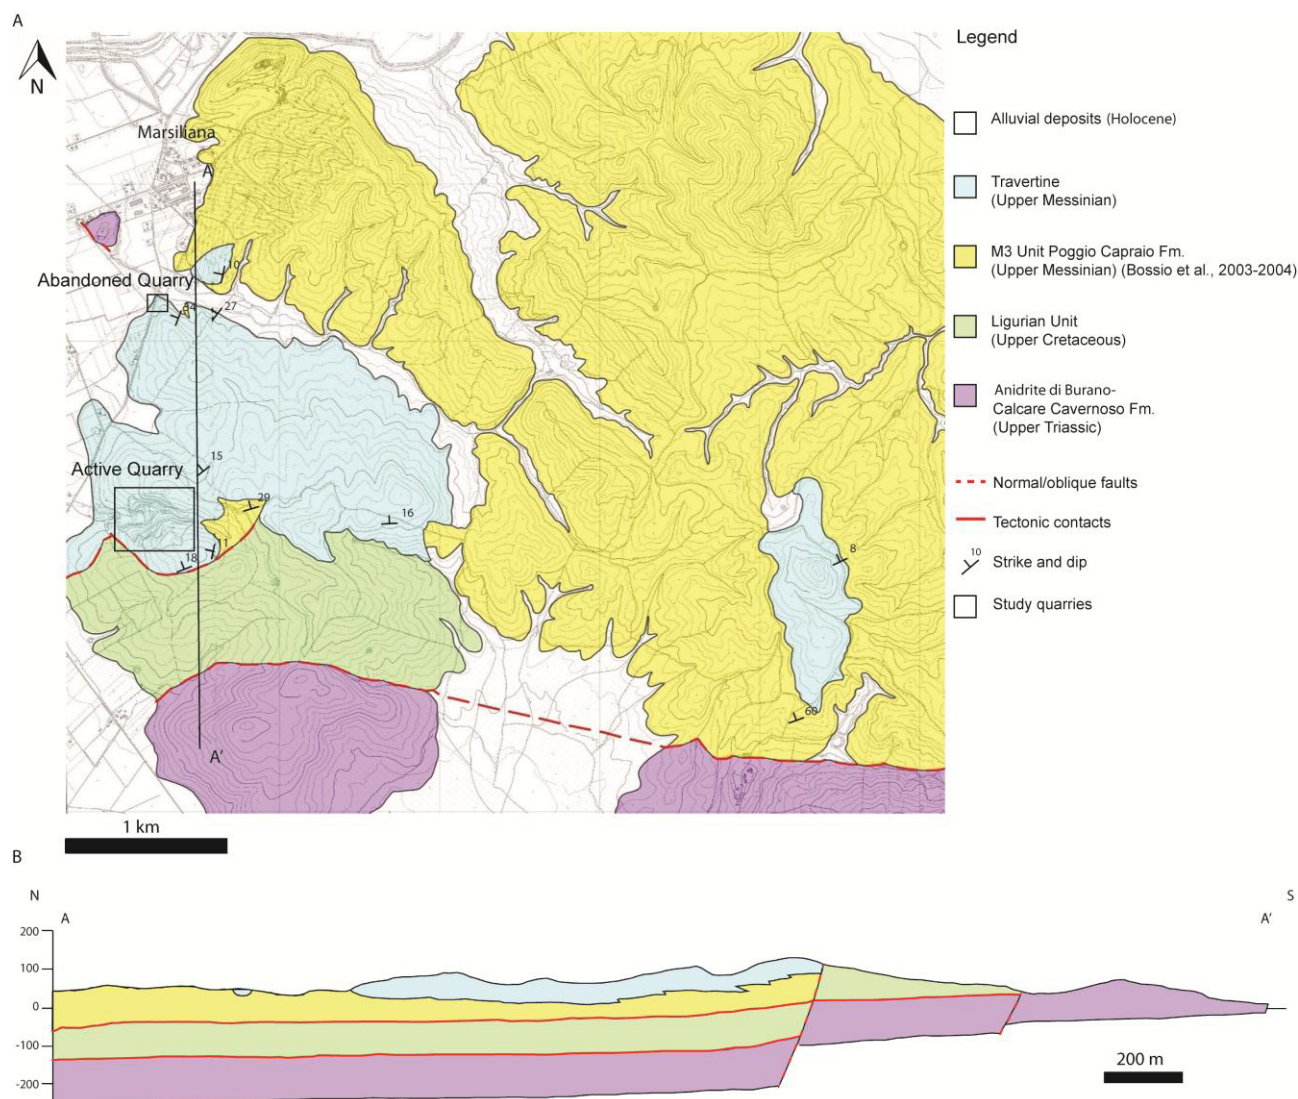 A
N
Marsiliana
A
10
Abandoned Quarry
34
27
15
Active Quarry
29
16
11
18
8
60
A'
1 km
Legend
Alluvial deposits (Holocene)
Travertine
(Upper Messinian)
M3 Unit Poggio Capraio Fm.
(Upper Messinian) (Bossio et al., 2003-2004)
Ligurian Unit
(Upper Cretaceous)
Anidrite di Burano-
Calcare Cavernoso Fm.
(Upper Triassic)
Normal/oblique faults
Tectonic contacts
10
Strike and dip
Study quarries
B
N
S
A
A'
200
100
0
-100
-200
200 m